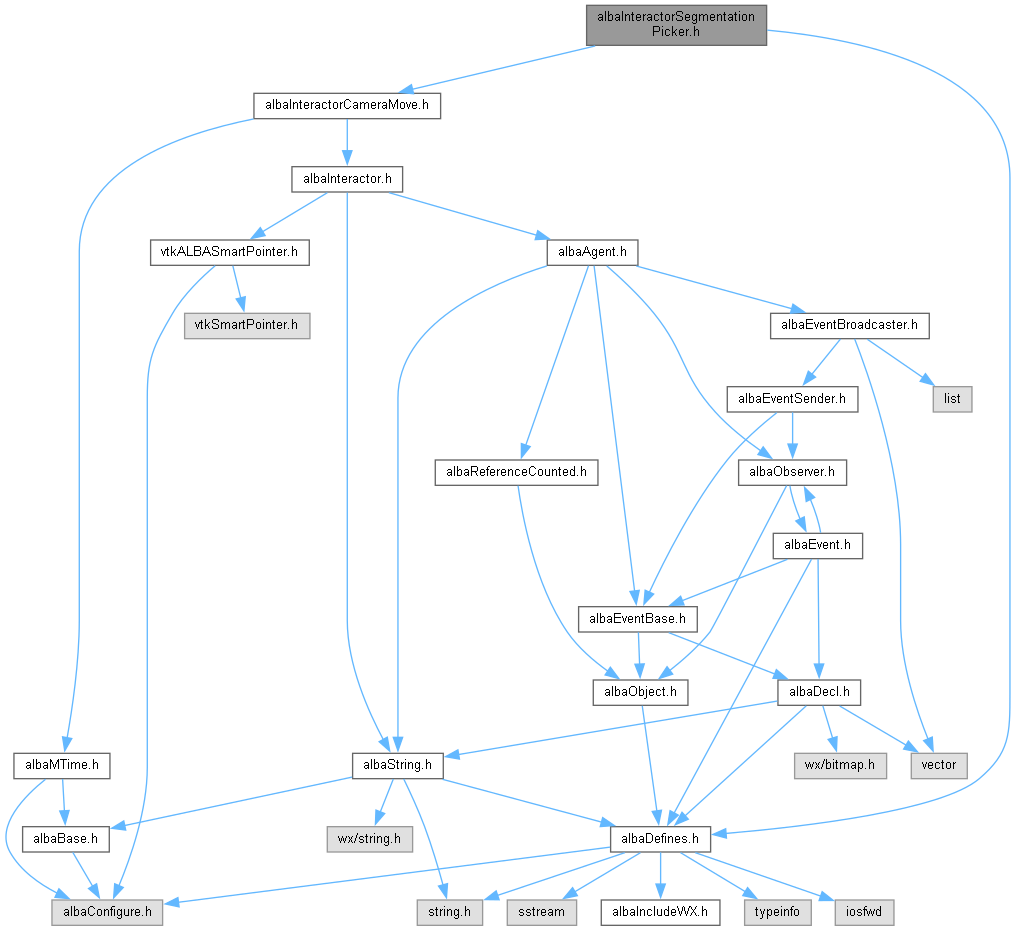 albaInteractorSegmentation
Picker.h
albaInteractorCameraMove.h
albaInteractor.h
vtkALBASmartPointer.h
albaAgent.h
vtkSmartPointer.h
albaEventBroadcaster.h
albaEventSender.h
list
albaReferenceCounted.h
albaObserver.h
albaEvent.h
albaEventBase.h
albaObject.h
albaDecl.h
albaMTime.h
albaString.h
wx/bitmap.h
vector
albaBase.h
wx/string.h
albaDefines.h
albaConfigure.h
string.h
sstream
albaIncludeWX.h
typeinfo
iosfwd